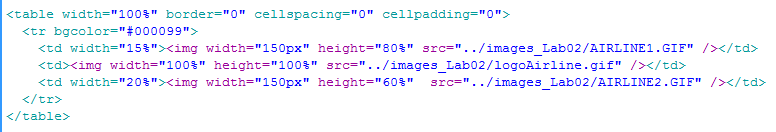 <table width="100%" border="0" cellspacing="0" cellpadding="0">
<tr bgcolor="#000099">
<td width="15%"><img width="150px" height="80%" src="../images_Lab02/AIRLINE1.GIF" /></td>
<td><img width="100%" height="100%" src="../images_Lab02/logoAirline.gif" /></td>
<td width="20%"><img width="150px" height="60%"  src="../images_Lab02/AIRLINE2.GIF" /></td>
</tr>
</table>